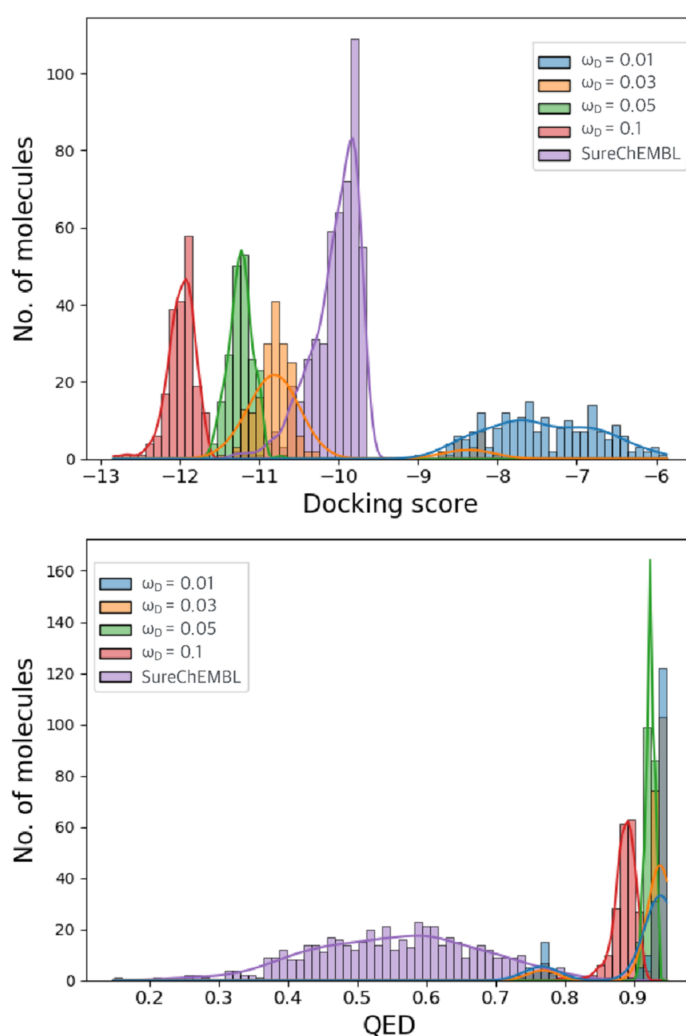 100
80
60
40
20
0
No. of molecules
ω_D = 0.01
ω_D = 0.03
ω_D = 0.05
ω_D = 0.1
SureChEMBL
−13 −12 −11 −10 −9 −8 −7 −6
Docking score
160
140
120
100
80
60
40
20
0
No. of molecules
ω_D = 0.01
ω_D = 0.03
ω_D = 0.05
ω_D = 0.1
SureChEMBL
0.2 0.3 0.4 0.5 0.6 0.7 0.8 0.9
QED